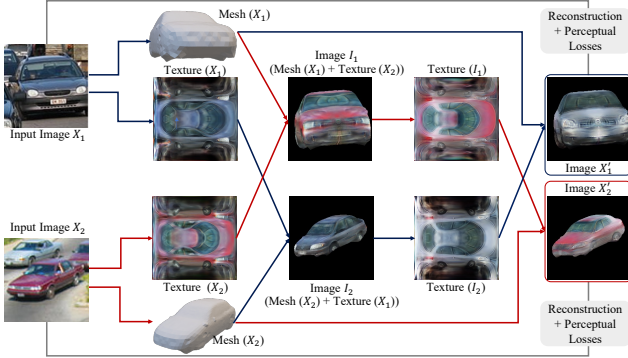 Mesh (X₁)
Reconstruction
+ Perceptual
Losses
Image I₁
(Mesh (X₁) + Texture (X₂))
Texture (X₁)
Texture (I₁)
Input Image X₁
Image X₁′
Image X₂′
Input Image X₂
Texture (X₂)
Image I₂
(Mesh (X₂) + Texture (X₁))
Texture (I₂)
Mesh (X₂)
Reconstruction
+ Perceptual
Losses